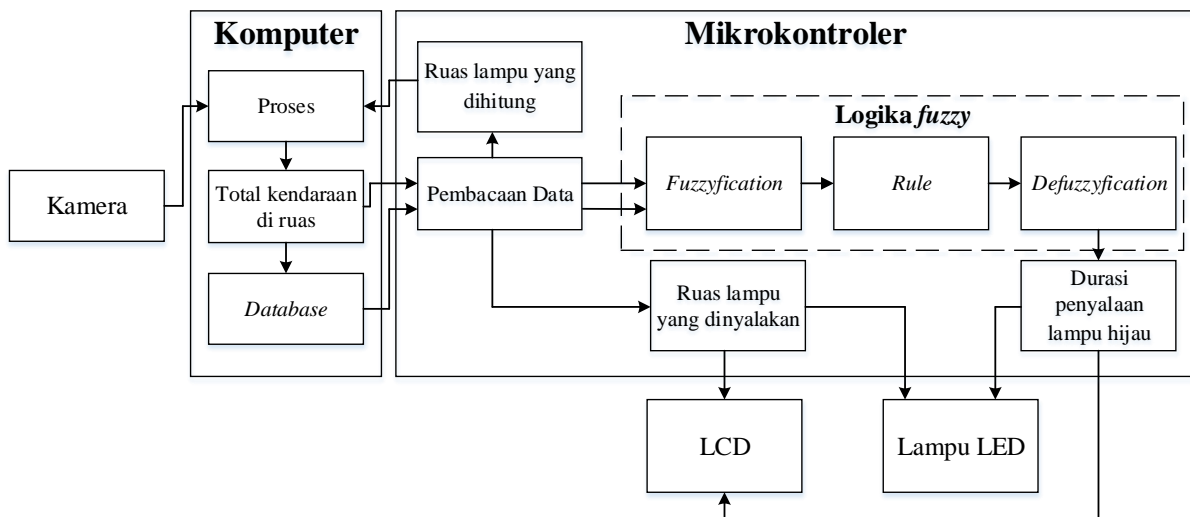 Komputer
Mikrokontroler
Kamera
Proses
Total kendaraan
di ruas
Database
Ruas lampu yang
dihitung
Pembacaan Data
Logika fuzzy
Fuzzyfication
Rule
Defuzzyfication
Ruas lampu
yang dinyalakan
Durasi
penyalaan
lampu hijau
LCD
Lampu LED